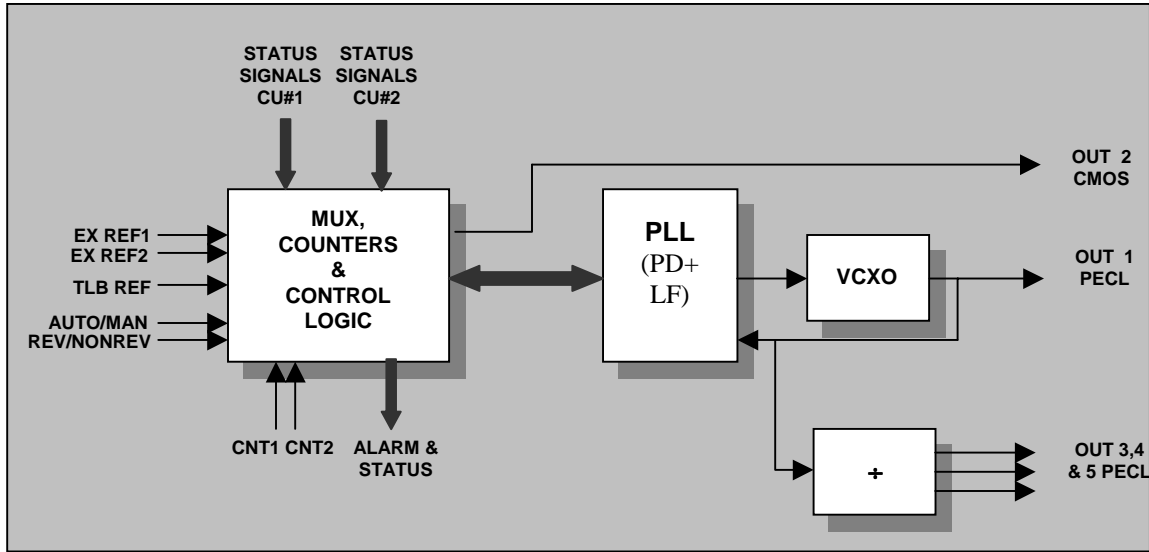 STATUS
SIGNALS
CU#1
STATUS
SIGNALS
CU#2
OUT 2
CMOS
MUX,
COUNTERS
&
CONTROL
LOGIC
PLL
(PD+
LF)
VCXO
OUT 1
PECL
EX REF1
EX REF2
TLB REF
AUTO/MAN
REV/NONREV
CNT1 CNT2
ALARM &
STATUS
÷
OUT 3,4
& 5 PECL